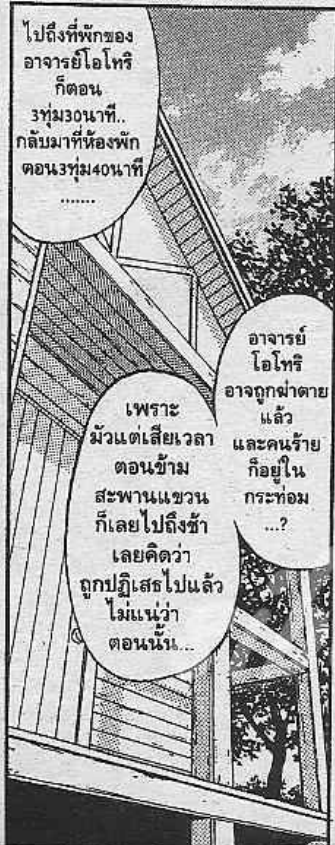 ไปถึงที่พักของ
อาจารย์โอโทริ
ก็ตอน
3ทุ่ม30นาที..
กลับมาที่ห้องพัก
ตอน3ทุ่ม40นาที
.......
เพราะ
มัวแต่เสียเวลา
ตอนข้าม
สะพานแขวน
ก็เลยไปถึงช้า
เลยคิดว่า
ถูกปฏิเสธไปแล้ว
ไม่แน่ว่า
ตอนนั้น...
อาจารย์
โอโทริ
อาจถูกฆ่าตาย
แล้ว
และคนร้าย
ก็อยู่ใน
กระท่อม
...?